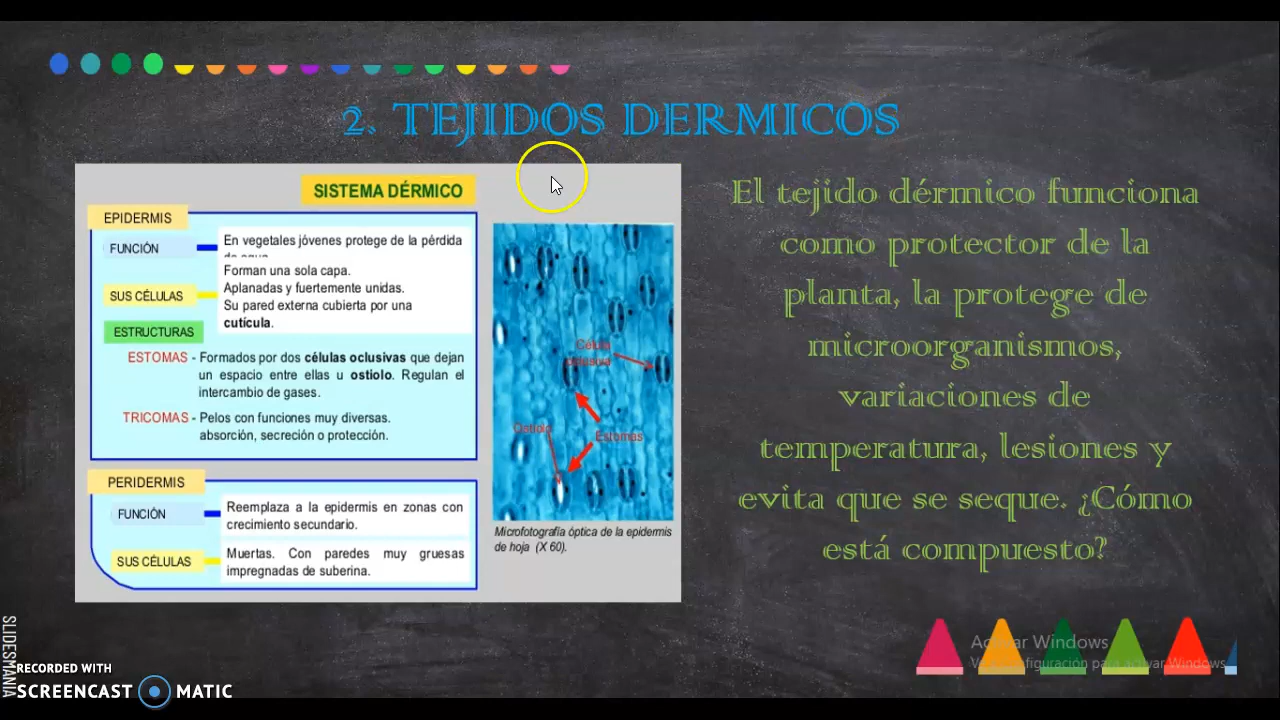 2. TEJIDOS DERMICOS
SISTEMA DÉRMICO
EPIDERMIS
FUNCIÓN
En vegetales jóvenes protege de la pérdida
SUS CÉLULAS
Forman una sola capa.
Aplanadas y fuertemente unidas.
Su pared externa cubierta por una
cutícula.
ESTRUCTURAS
ESTOMAS - Formados por dos células oclusivas que dejan
un espacio entre ellas u ostiolo. Regulan el
intercambio de gases.
TRICOMAS - Pelos con funciones muy diversas.
absorción, secreción o protección.
PERIDERMIS
FUNCIÓN
Reemplaza a la epidermis en zonas con
crecimiento secundario.
SUS CÉLULAS
Muertas. Con paredes muy gruesas
impregnadas de suberina.
Célula
Ostiolo
Estomas
Microfotografía óptica de la epidermis
de hoja (X 60).
El tejido dérmico funciona
como protector de la
planta, la protege de
microorganismos,
variaciones de
temperatura, lesiones y
evita que se seque. ¿Cómo
está compuesto?
Activar Windows
para activar Windows.
SLIDESMANIA
RECORDED WITH
SCREENCAST MATIC